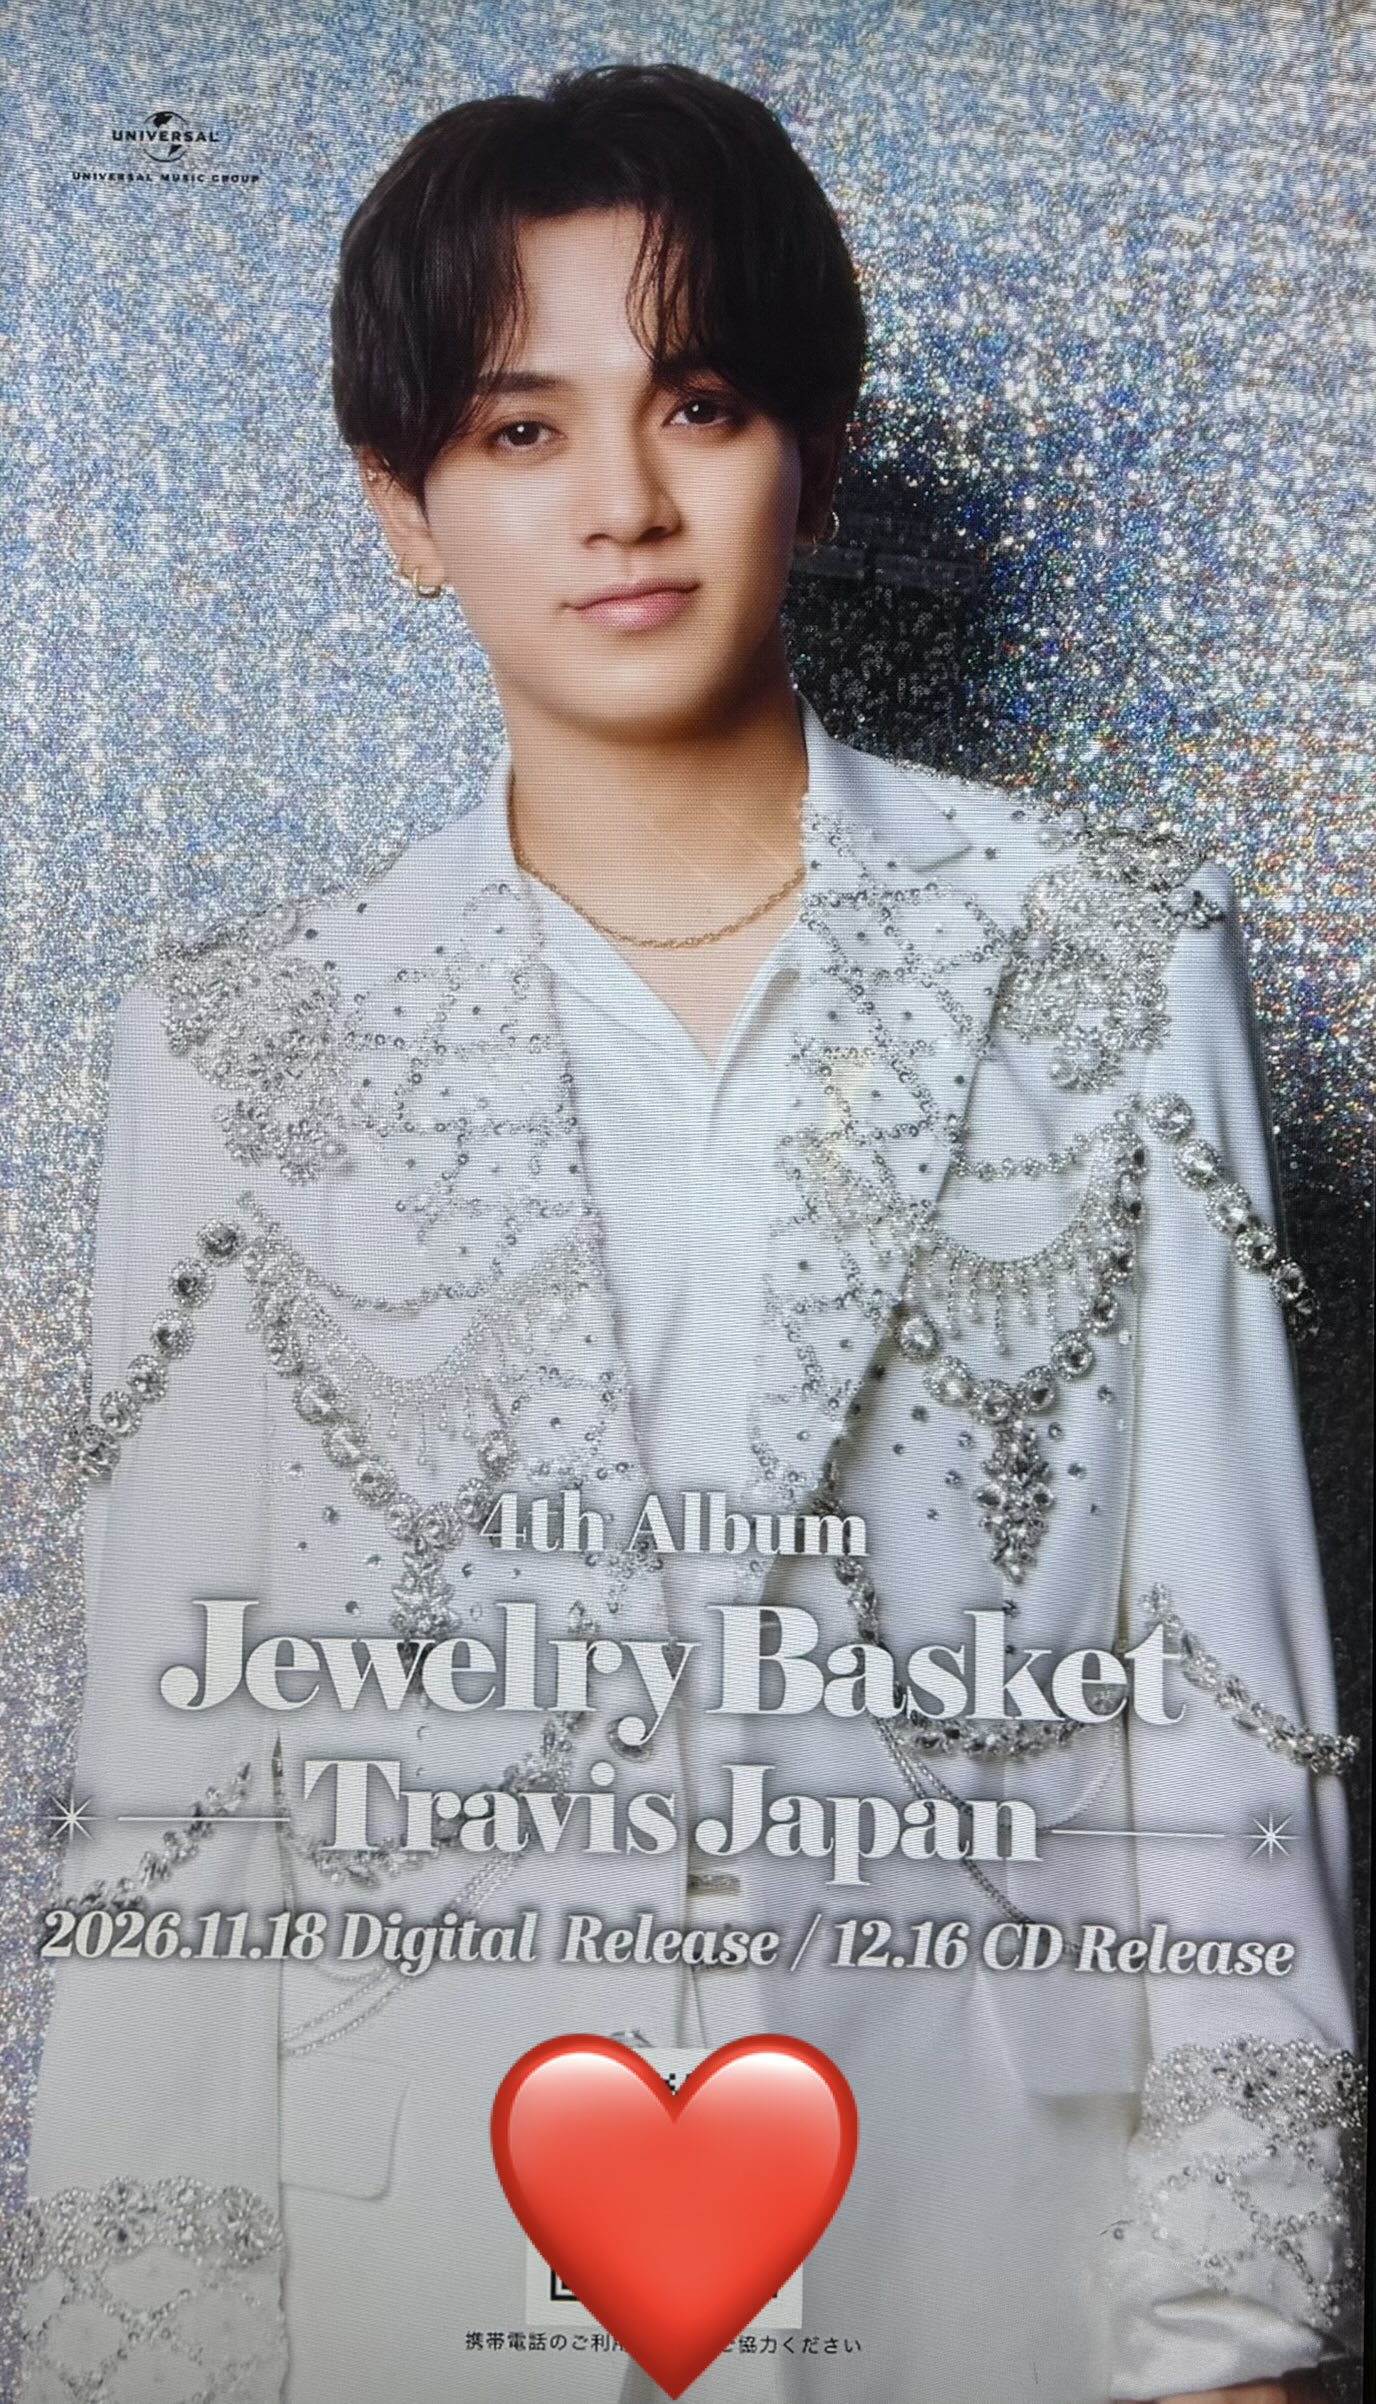 UNIVERSAL
UNIVERSAL MUSIC GROUP
4th Album
Jewelry Basket
Travis Japan
2026.11.18 Digital Release / 12.16 CD Release
携帯電話のご利 ご協力ください